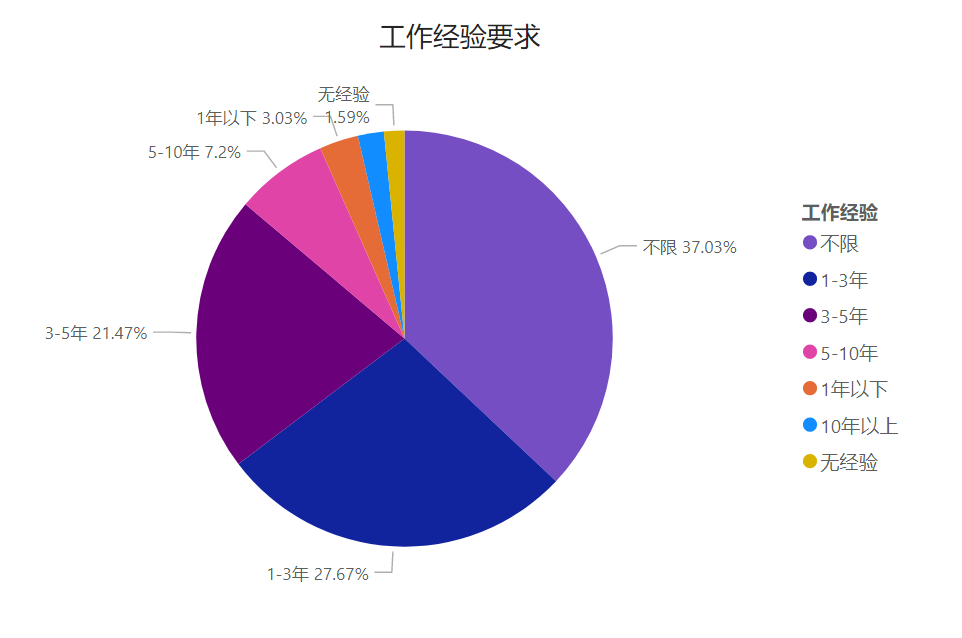 工作经验要求
无经验
1.59%
1年以下 3.03%
5-10年 7.2%
不限 37.03%
3-5年 21.47%
1-3年 27.67%
工作经验
不限
1-3年
3-5年
5-10年
1年以下
10年以上
无经验